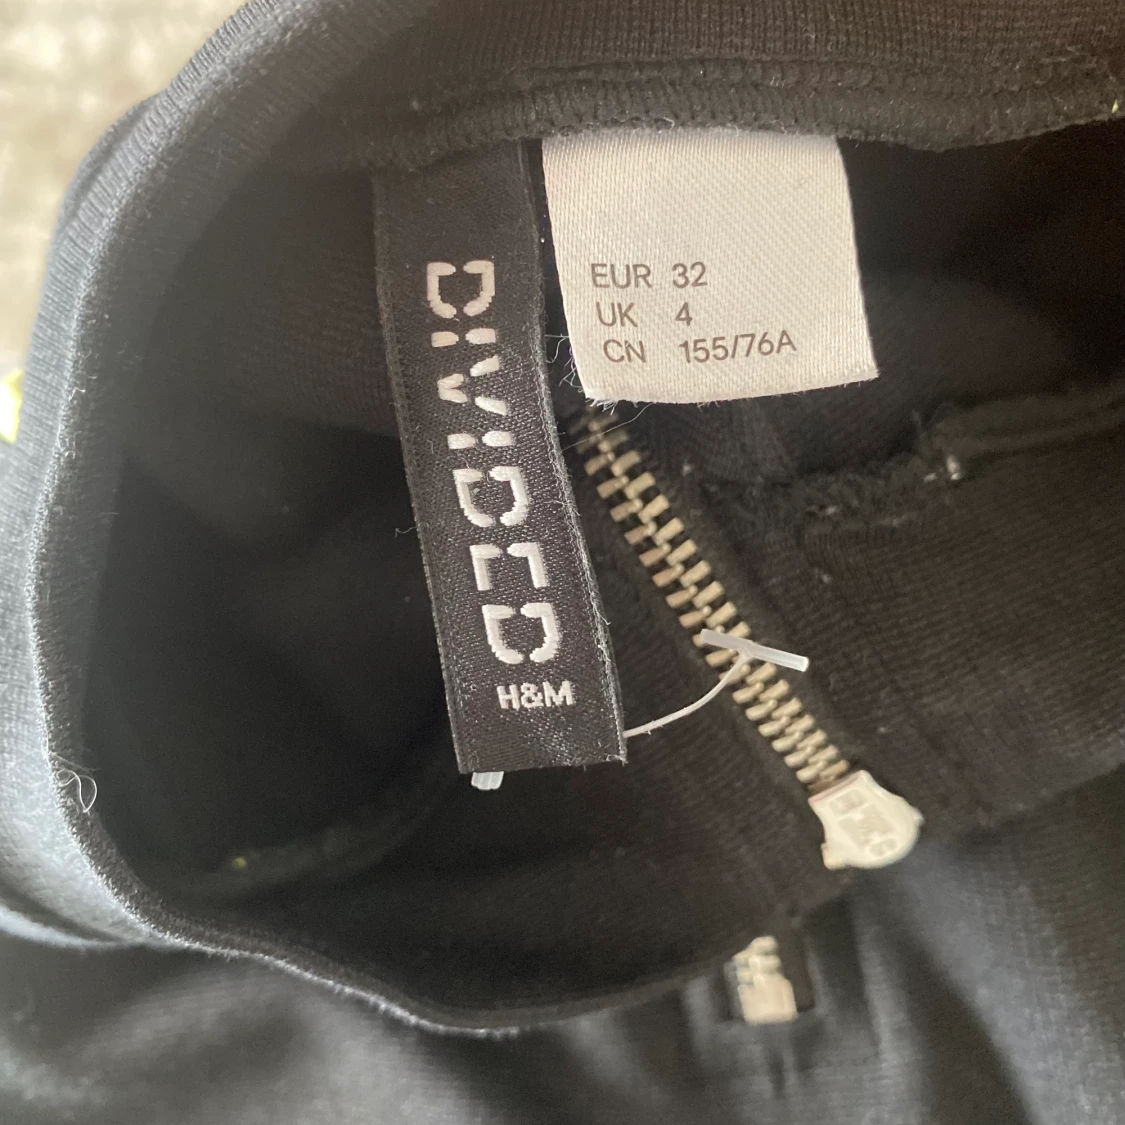 DIVIDED
H&M
EUR 32
UK 4
CN 155/76A